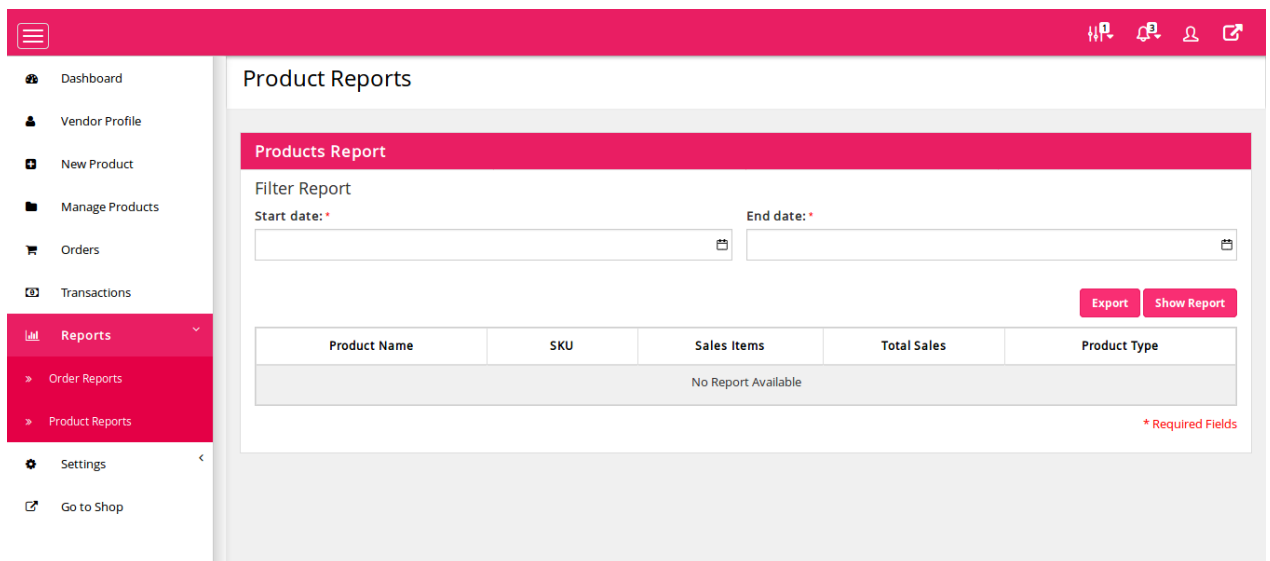 1
3
Dashboard
Vendor Profile
New Product
Manage Products
Orders
Transactions
Reports
» Order Reports
» Product Reports
Settings
Go to Shop
Product Reports
Products Report
Filter Report
Start date: * End date: *
Export Show Report
Product Name SKU Sales Items Total Sales Product Type
No Report Available
* Required Fields